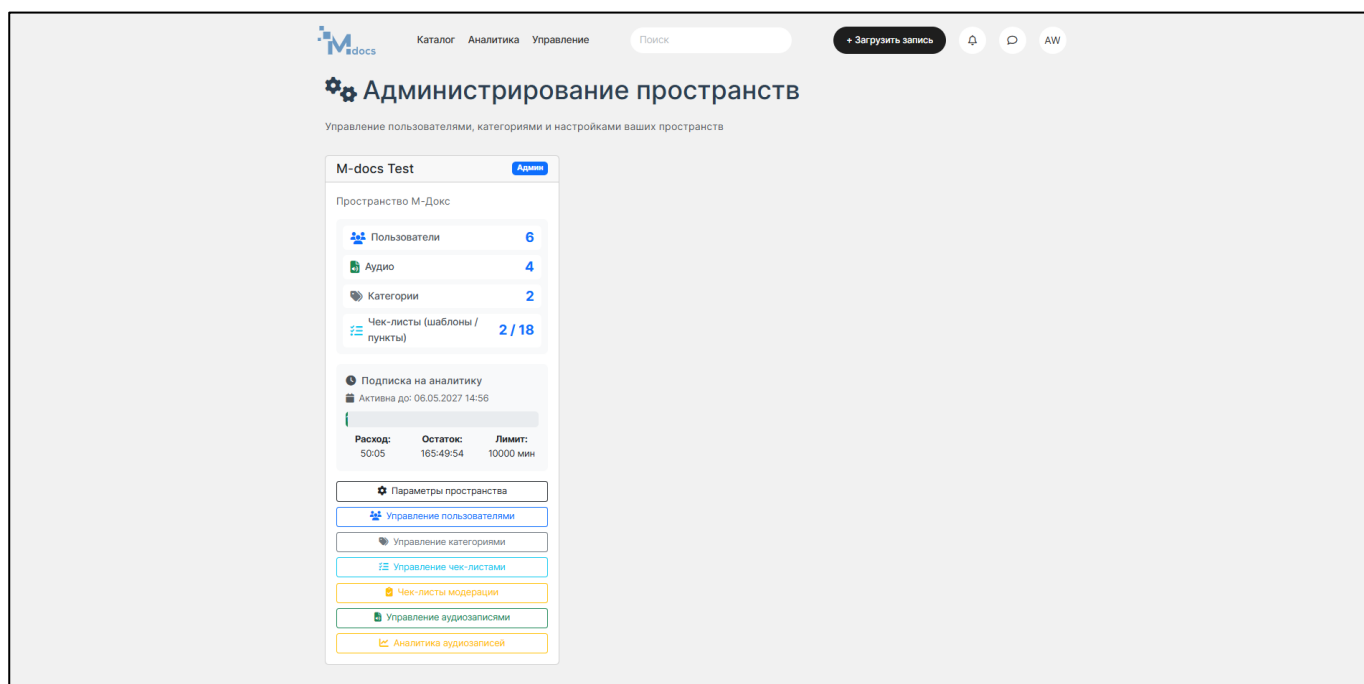 Mdocs
Каталог Аналитика Управление Поиск + Загрузить запись AW
Администрирование пространств
Управление пользователями, категориями и настройками ваших пространств
M-docs Test Админ
Пространство М-Докс
Пользователи 6
Аудио 4
Категории 2
Чек-листы (шаблоны /
пункты) 2 / 18
Подписка на аналитику
Активна до: 06.05.2027 14:56
Расход: Остаток: Лимит:
50:05 165:49:54 10000 мин
Параметры пространства
Управление пользователями
Управление категориями
Управление чек-листами
Чек-листы модерации
Управление аудиозаписями
Аналитика аудиозаписей